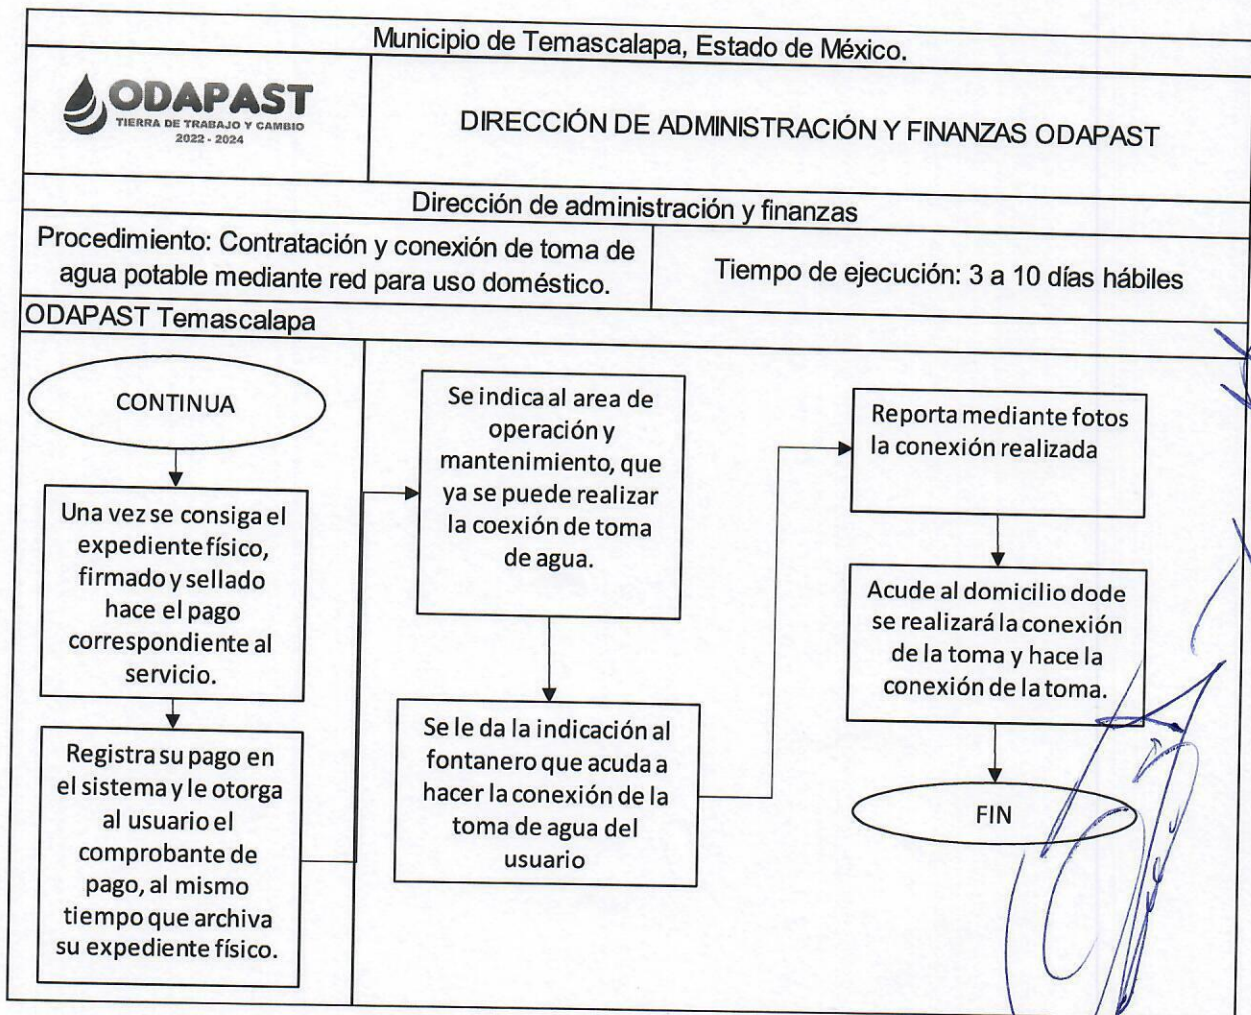 Municipio de Temascalapa, Estado de México.
ODAPAST
TIERRA DE TRABAJO Y CAMBIO
2022 - 2024
DIRECCIÓN DE ADMINISTRACIÓN Y FINANZAS ODAPAST
Dirección de administración y finanzas
Procedimiento: Contratación y conexión de toma de
agua potable mediante red para uso doméstico.
Tiempo de ejecución: 3 a 10 días hábiles
ODAPAST Temascalapa
CONTINUA
Una vez se consiga el
expediente físico,
firmado y sellado
hace el pago
correspondiente al
servicio.
Registra su pago en
el sistema y le otorga
al usuario el
comprobante de
pago, al mismo
tiempo que archiva
su expediente físico.
Se indica al area de
operación y
mantenimiento, que
ya se puede realizar
la coexión de toma
de agua.
Se le da la indicación al
fontanero que acuda a
hacer la conexión de la
toma de agua del
usuario
Reporta mediante fotos
la conexión realizada
Acude al domicilio dode
se realizará la conexión
de la toma y hace la
conexión de la toma.
FIN